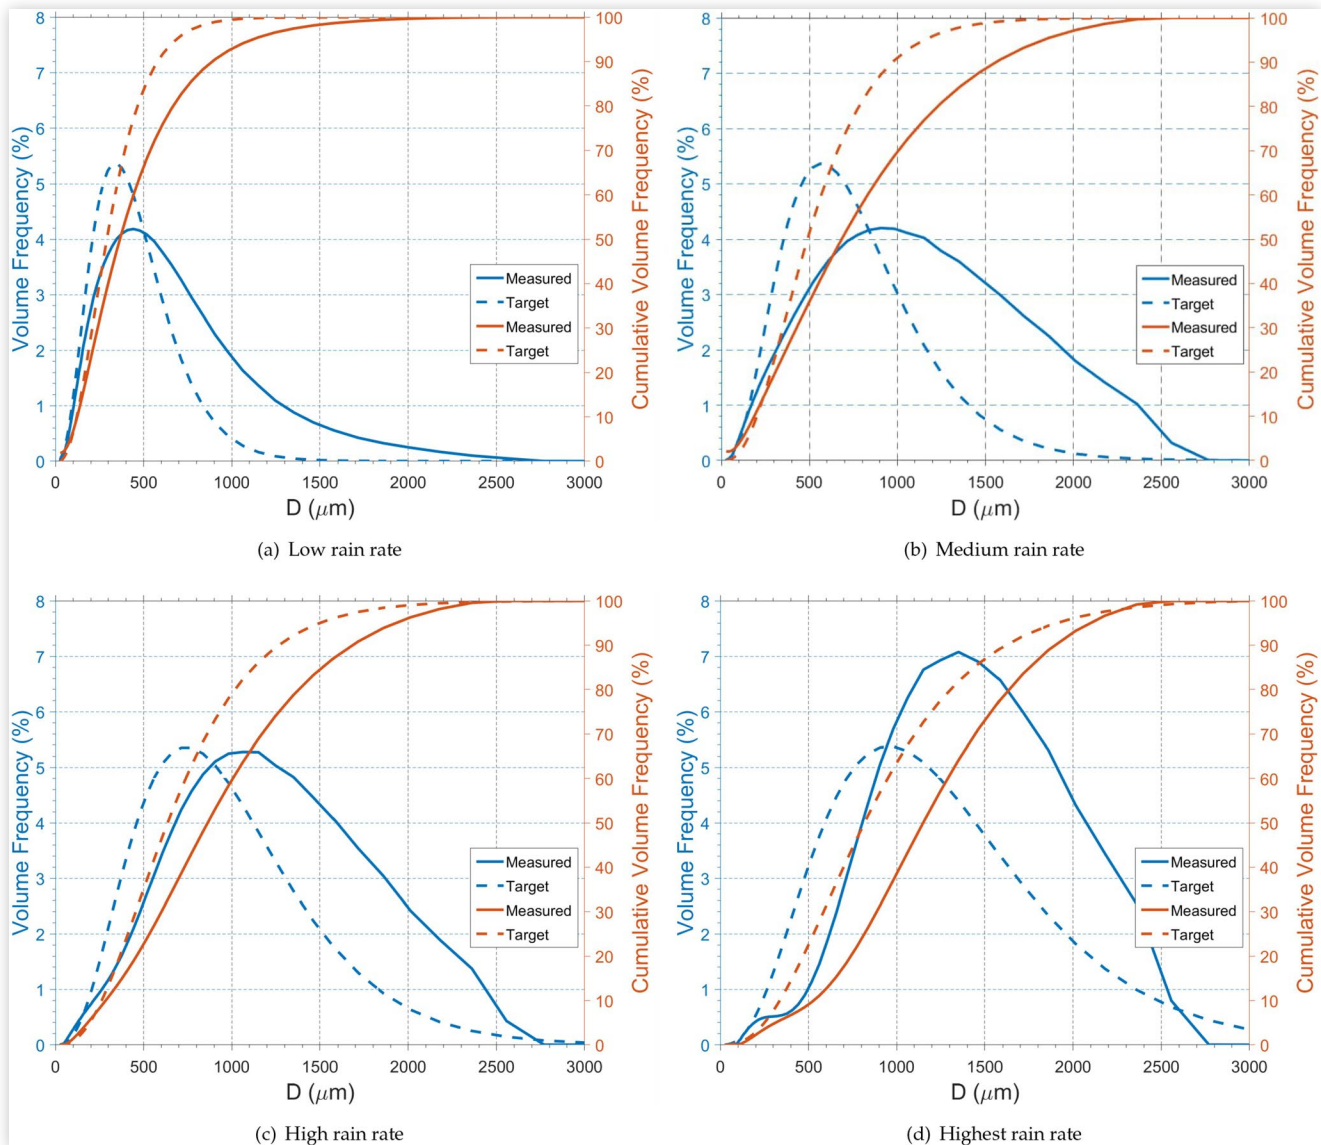 8
7
6
5
4
3
2
1
0
Volume Frequency (%)
100
90
80
70
60
50
40
30
20
10
0
Cumulative Volume Frequency (%)
Measured
Target
Measured
Target
0 500 1000 1500 2000 2500 3000
D (μm)
(a) Low rain rate
8
7
6
5
4
3
2
1
0
Volume Frequency (%)
100
90
80
70
60
50
40
30
20
10
0
Cumulative Volume Frequency (%)
Measured
Target
Measured
Target
0 500 1000 1500 2000 2500 3000
D (μm)
(b) Medium rain rate
8
7
6
5
4
3
2
1
0
Volume Frequency (%)
100
90
80
70
60
50
40
30
20
10
0
Cumulative Volume Frequency (%)
Measured
Target
Measured
Target
0 500 1000 1500 2000 2500 3000
D (μm)
(c) High rain rate
8
7
6
5
4
3
2
1
0
Volume Frequency (%)
100
90
80
70
60
50
40
30
20
10
0
Cumulative Volume Frequency (%)
Measured
Target
Measured
Target
0 500 1000 1500 2000 2500 3000
D (μm)
(d) Highest rain rate